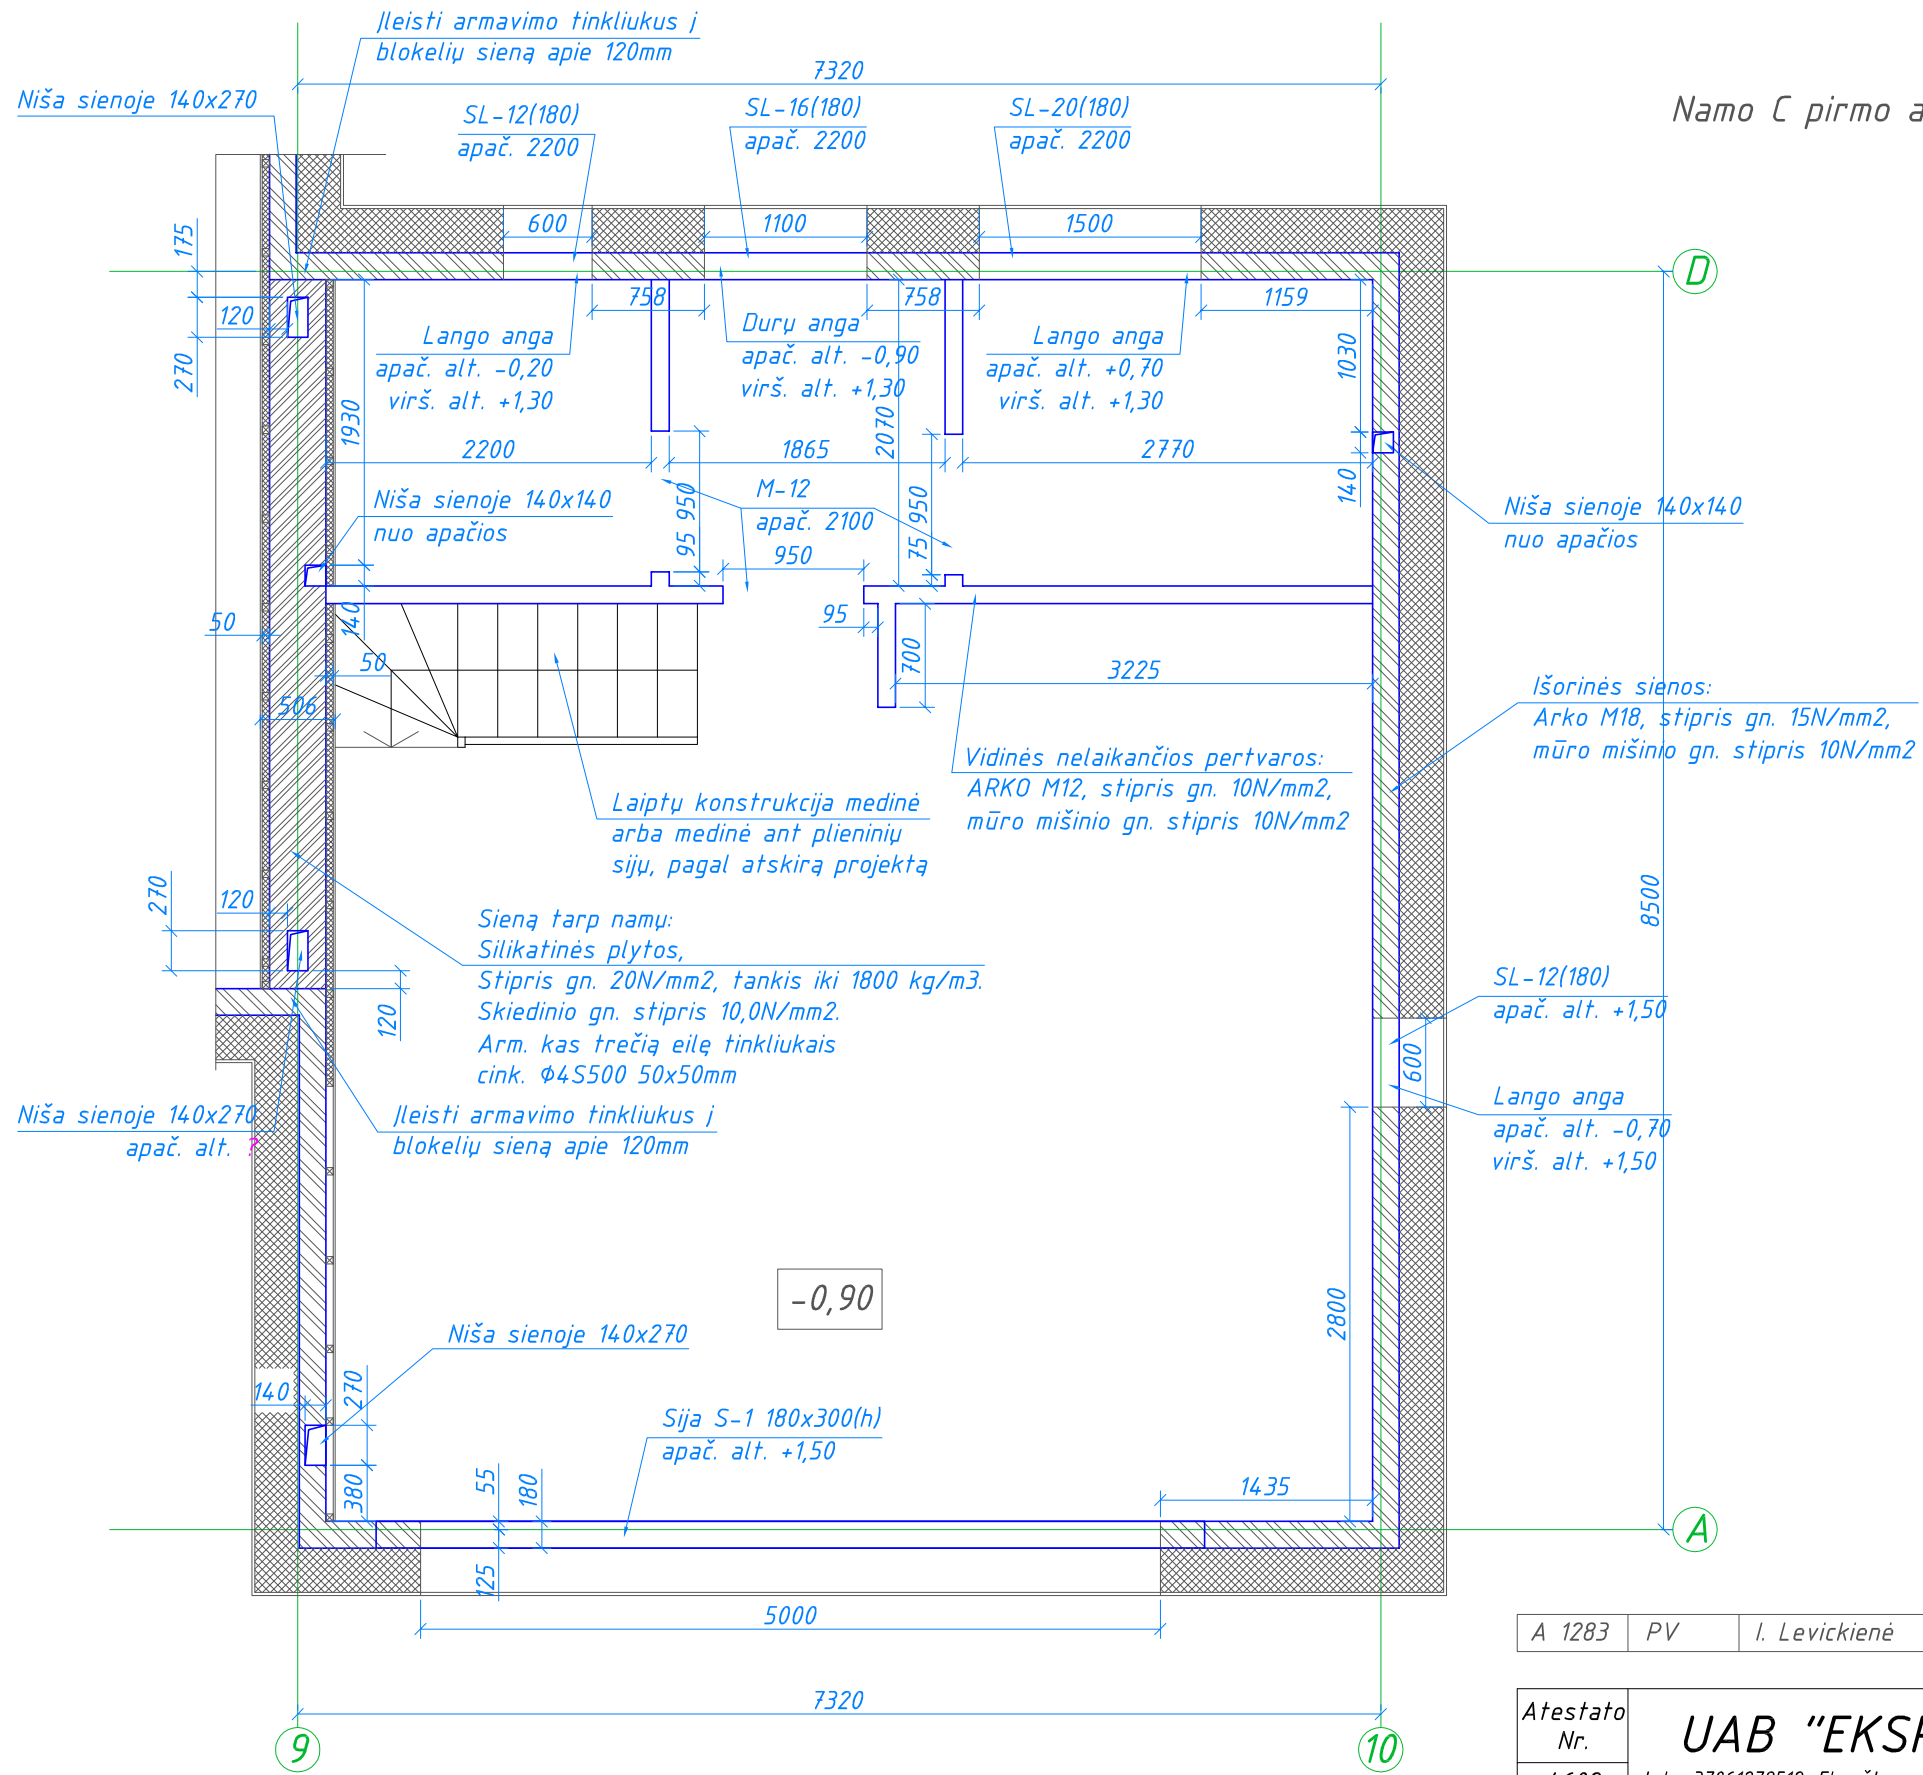 Įleisti armavimo tinkliukus į
blokelių sieną apie 120mm
7320
Niša sienoje 140x270
SL-12(180)
apač. 2200
SL-16(180)
apač. 2200
SL-20(180)
apač. 2200
Namo C pirmo a
175
600
1100
1500
D
120
270
758
758
1159
Lango anga
apač. alt. -0,20
virš. alt. +1,30
Durų anga
apač. alt. -0,90
virš. alt. +1,30
Lango anga
apač. alt. +0,70
virš. alt. +1,30
1030
1930
2070
2200
1865
2770
140
Niša sienoje 140x140
nuo apačios
950
95
M-12
apač. 2100
950
950
75
Niša sienoje 140x140
nuo apačios
50
140
50
95
700
3225
506
Išorinės sienos:
Arko M18, stipris gn. 15N/mm2,
mūro mišinio gn. stipris 10N/mm2
Vidinės nelaikančios pertvaros:
ARKO M12, stipris gn. 10N/mm2,
mūro mišinio gn. stipris 10N/mm2
Laiptų konstrukcija medinė
arba medinė ant plieninių
sijų, pagal atskirą projektą
8500
270
120
120
Sieną tarp namų:
Silikatinės plytos,
Stipris gn. 20N/mm2, tankis iki 1800 kg/m3.
Skiedinio gn. stipris 10,0N/mm2.
Arm. kas trečią eilę tinkliukais
cink. Φ4S500 50x50mm
SL-12(180)
apač. alt. +1,50
600
Lango anga
apač. alt. -0,70
virš. alt. +1,50
Niša sienoje 140x270
apač. alt. ?
Įleisti armavimo tinkliukus į
blokelių sieną apie 120mm
-0,90
2800
Niša sienoje 140x270
140
270
380
Sija S-1 180x300(h)
apač. alt. +1,50
55
180
125
1435
A
5000
7320
9
10
A 1283 PV I. Levickienė
Atestato
Nr.
UAB "EKSP